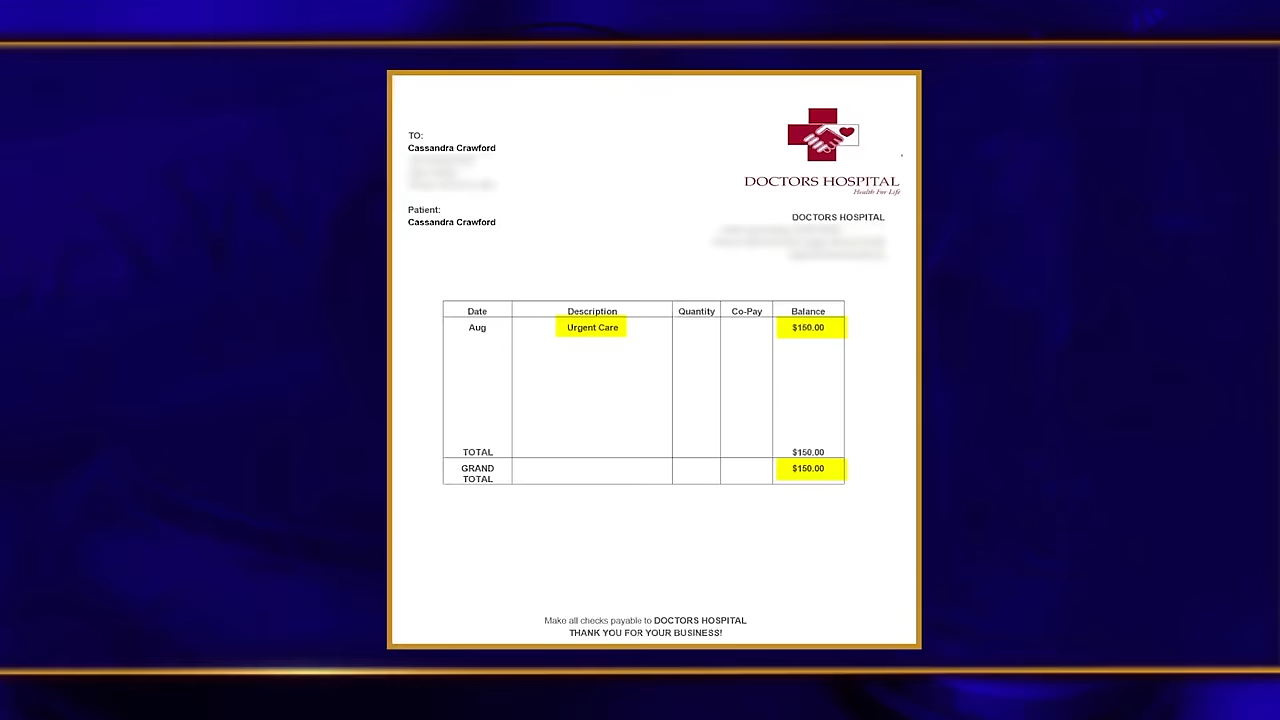 TO:
Cassandra Crawford
Patient:
Cassandra Crawford
DOCTORS HOSPITAL
Health For Life
DOCTORS HOSPITAL
Date Description Quantity Co-Pay Balance
Aug Urgent Care $150.00
TOTAL $150.00
GRAND TOTAL $150.00
Make all checks payable to DOCTORS HOSPITAL
THANK YOU FOR YOUR BUSINESS!